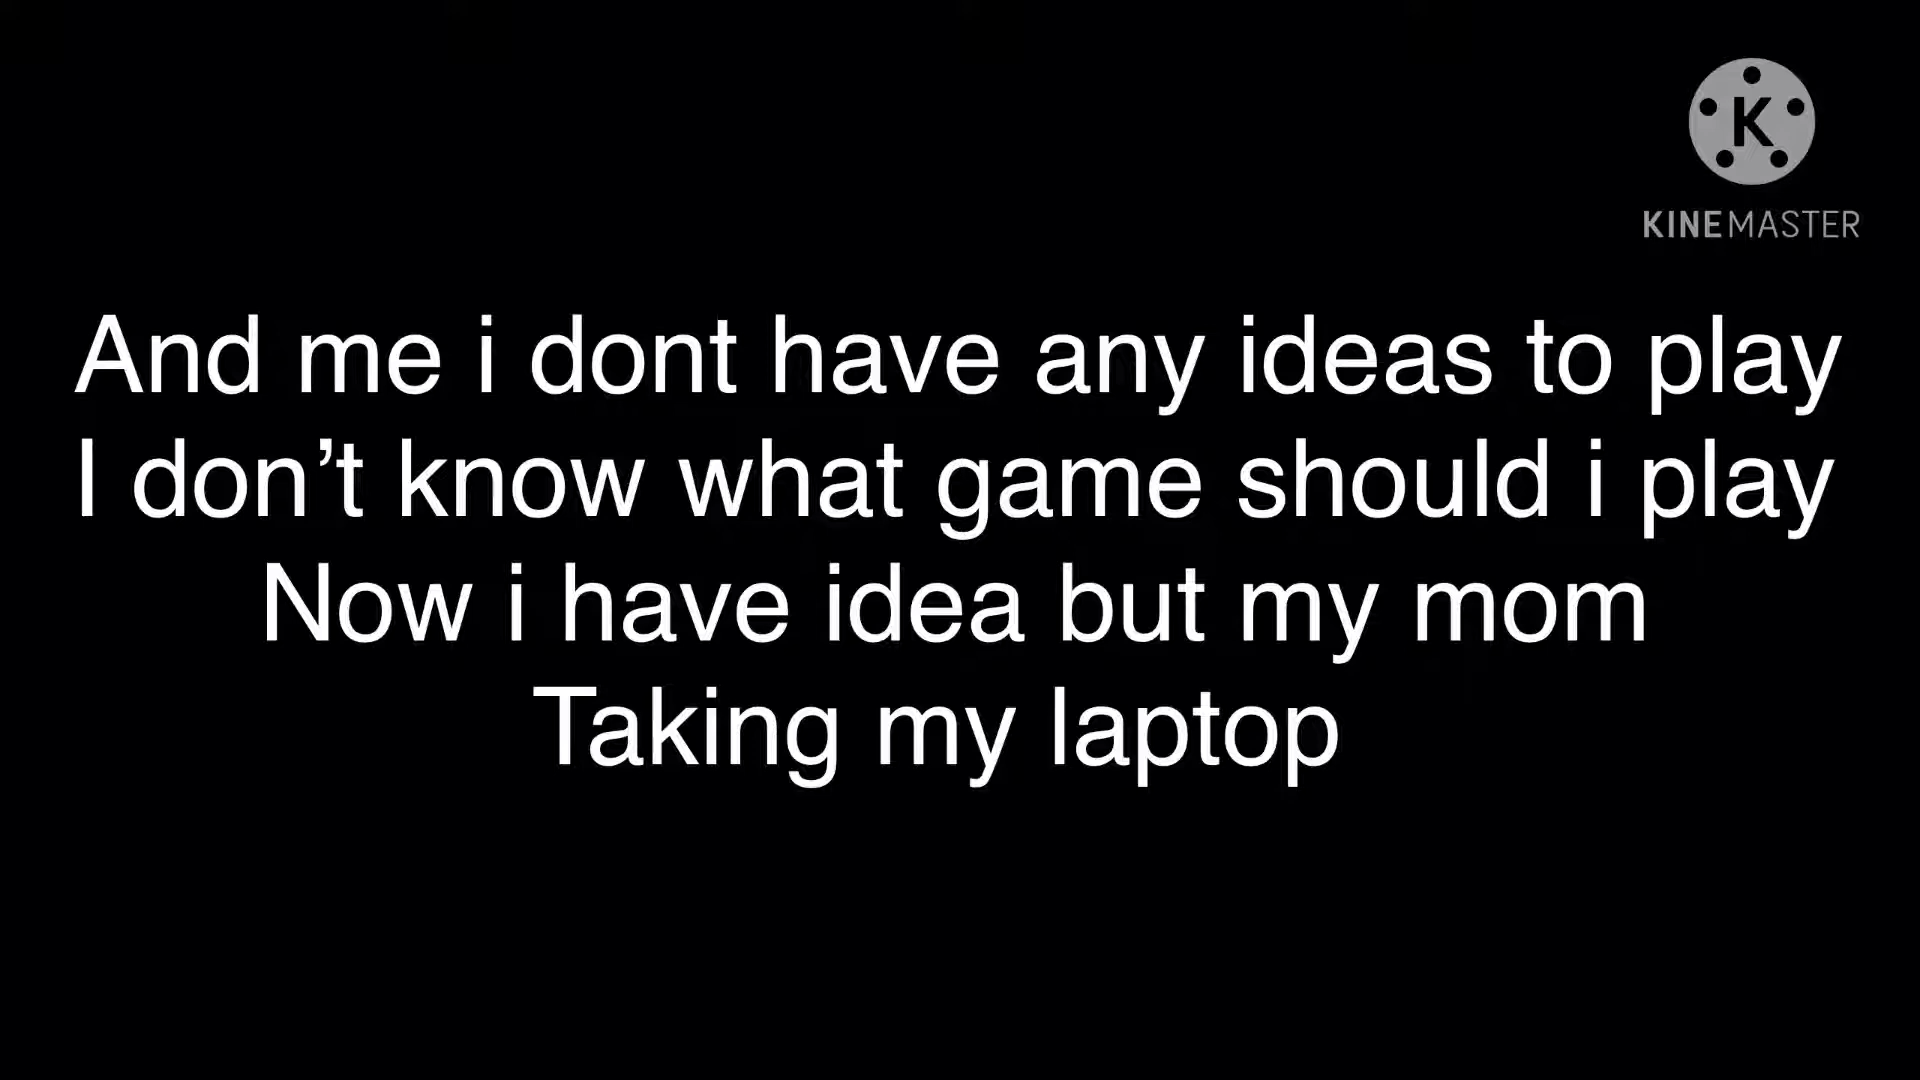 K
KINEMASTER
And me i dont have any ideas to play
I don’t know what game should i play
Now i have idea but my mom
Taking my laptop